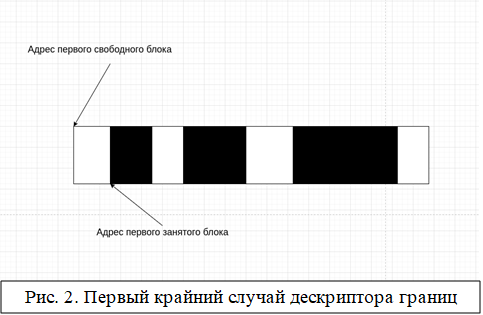 Адрес первого свободного блока
Адрес первого занятого блока
Рис. 2. Первый крайний случай дескриптора границ